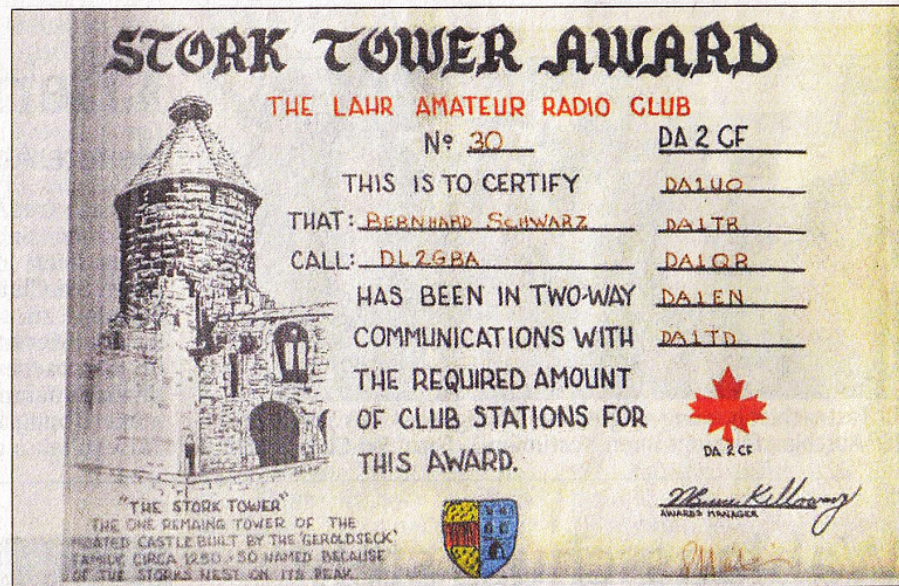 STORK TOWER AWARD
THE LAHR AMATEUR RADIO CLUB
Nº 30
DA 2 CF
THIS IS TO CERTIFY
DA1UO
THAT: BERNHARD SCHWARZ
DA1TR
CALL: DL2GBA
DA1QB
HAS BEEN IN TWO-WAY
DA1EN
COMMUNICATIONS WITH
DA1TD
THE REQUIRED AMOUNT
OF CLUB STATIONS FOR
THIS AWARD.
DA 2 CF
Killoway
AWARDS MANAGER
"THE STORK TOWER"
THE ONE REMAING TOWER OF THE
MOATED CASTLE BUILT BY THE 'GEROLDSECK'
FAMILY CIRCA 1250 - SO NAMED BECAUSE
OF THE STORKS NEST ON ITS PEAK